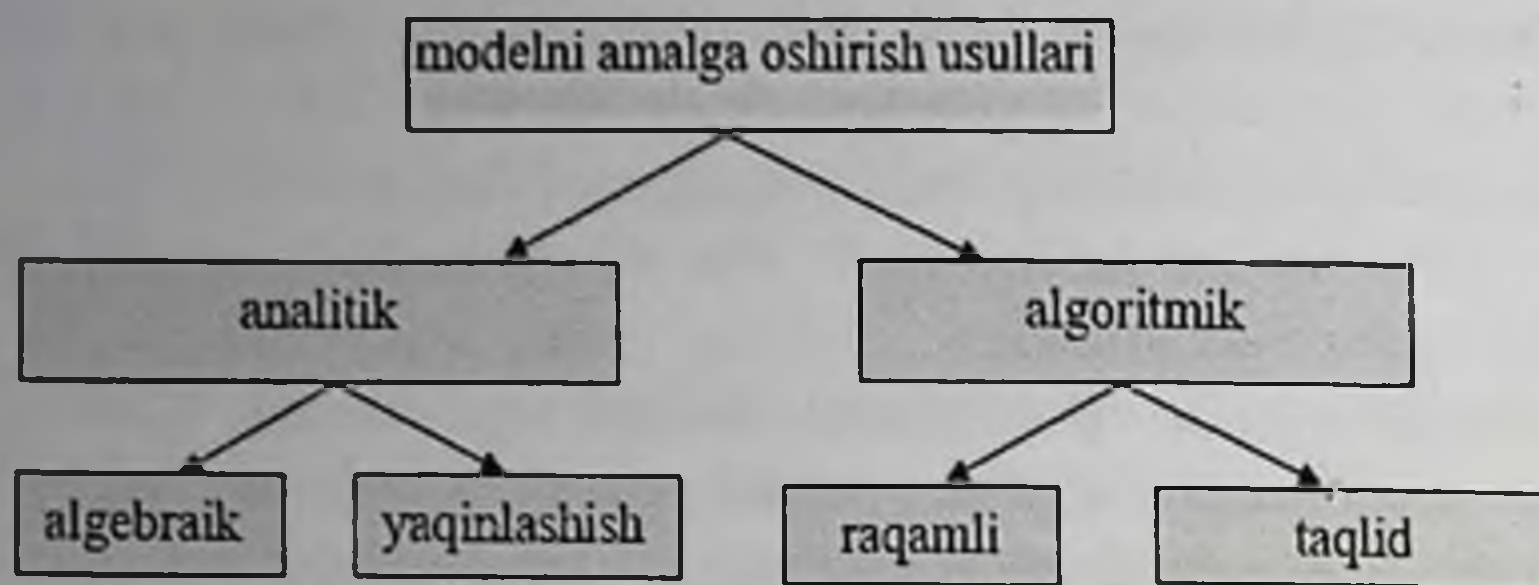 modelni amalga oshirish usullari
analitik
algoritmik
algebraik
yaqinlashish
raqamli
taqlid